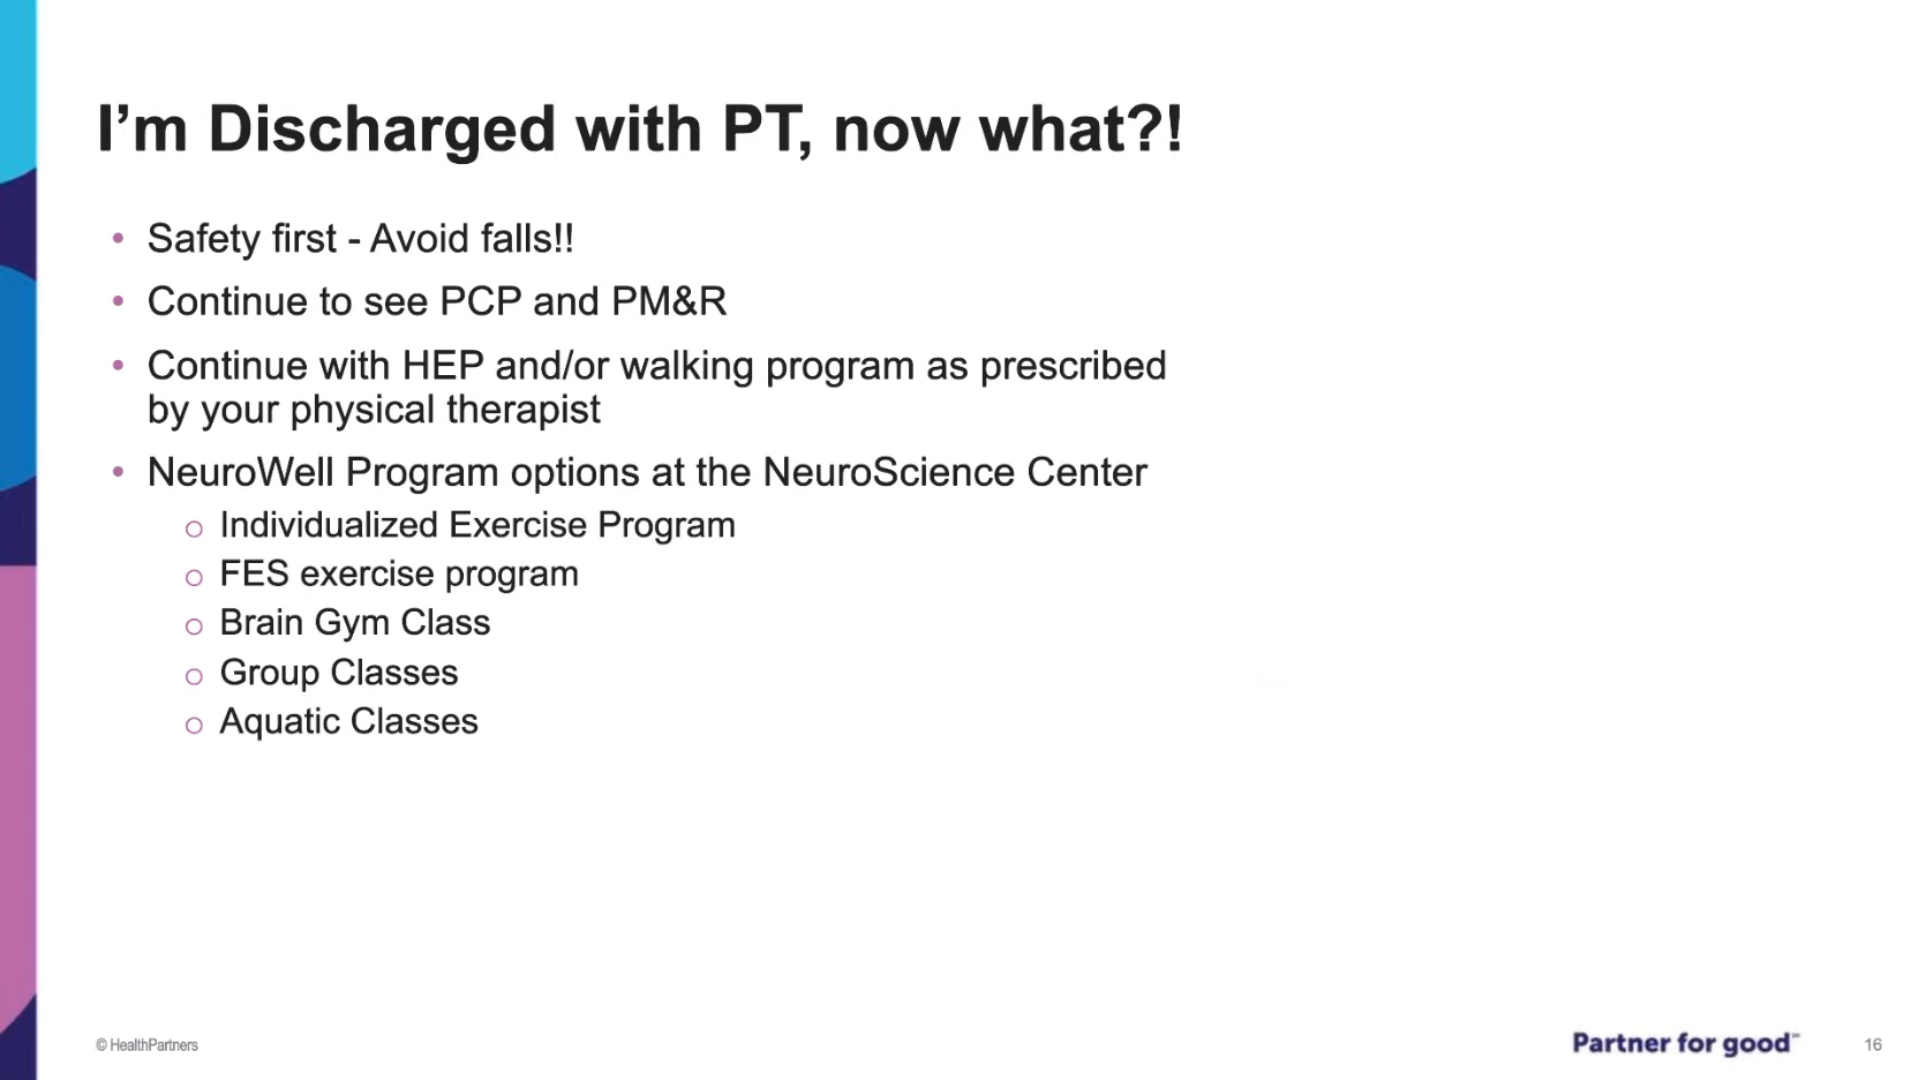 I’m Discharged with PT, now what?!
• Safety first - Avoid falls!!
• Continue to see PCP and PM&R
• Continue with HEP and/or walking program as prescribed
by your physical therapist
• NeuroWell Program options at the NeuroScience Center
o Individualized Exercise Program
o FES exercise program
o Brain Gym Class
o Group Classes
o Aquatic Classes
© HealthPartners
Partner for good™
16